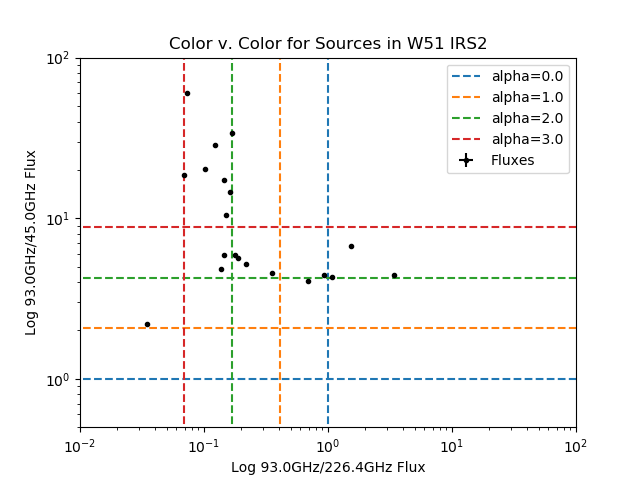 Color v. Color for Sources in W51 IRS2
alpha=0.0
alpha=1.0
alpha=2.0
alpha=3.0
Fluxes
Log 93.0GHz/45.0GHz Flux
10²
10¹
10⁰
10⁻²
10⁻¹
10⁰
10¹
10²
Log 93.0GHz/226.4GHz Flux